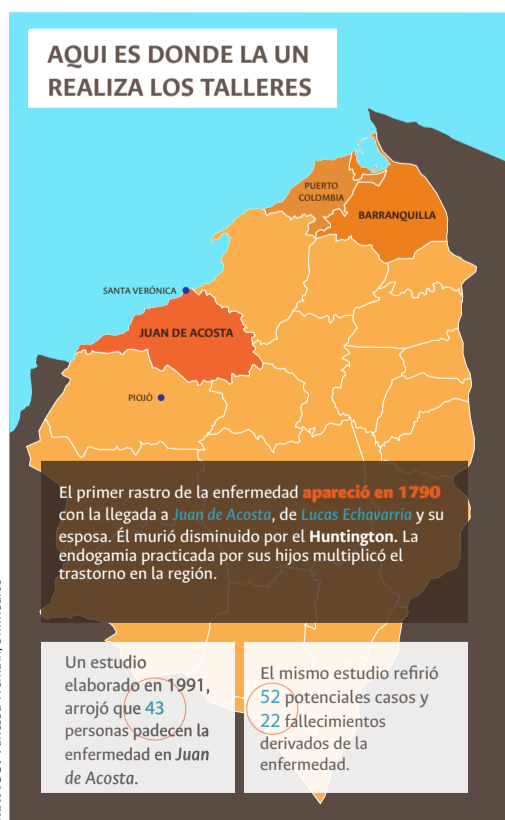 AQUI ES DONDE LA UN
REALIZA LOS TALLERES
PUERTO
COLOMBIA
BARRANQUILLA
SANTA VERÓNICA
JUAN DE ACOSTA
PIOJÓ
El primer rastro de la enfermedad apareció en 1790
con la llegada a Juan de Acosta, de Lucas Echavarria y su
esposa. Él murió disminuido por el Huntington. La
endogamia practicada por sus hijos multiplicó el
trastorno en la región.
Un estudio
elaborado en 1991,
arrojó que 43
personas padecen la
enfermedad en Juan
de Acosta.
El mismo estudio refirió
52 potenciales casos y
22 fallecimientos
derivados de la
enfermedad.